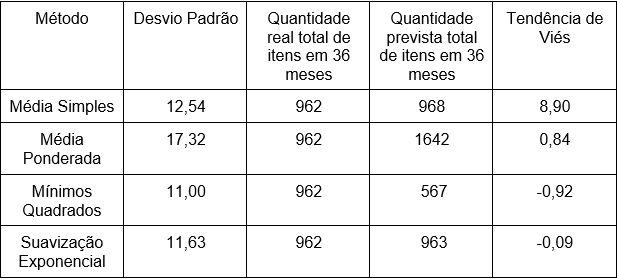 Método
Desvio Padrão
Quantidade
real total de
itens em 36
meses
Quantidade
prevista total
de itens em 36
meses
Tendência de
Viés
Média Simples
12,54
962
968
8,90
Média
Ponderada
17,32
962
1642
0,84
Mínimos
Quadrados
11,00
962
567
-0,92
Suavização
Exponencial
11,63
962
963
-0,09